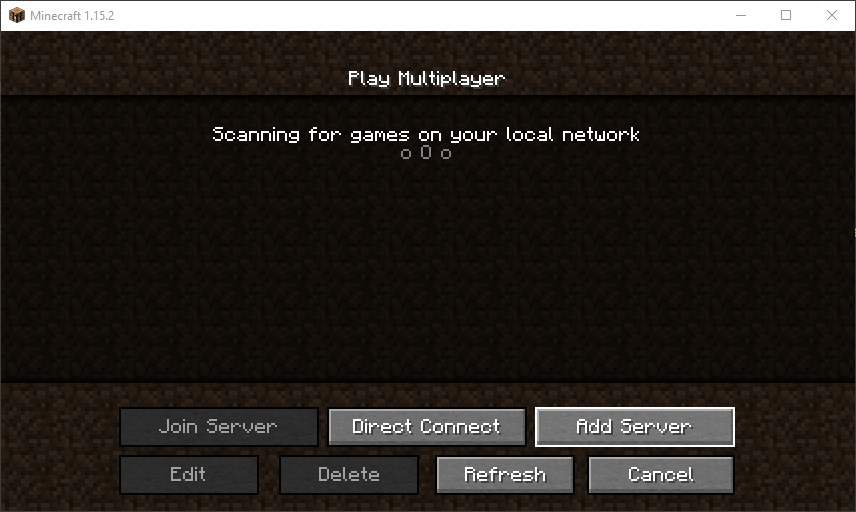 Minecraft 1.15.2
Play Multiplayer
Scanning for games on your local network
o O o
Join Server Direct Connect Add Server
Edit Delete Refresh Cancel